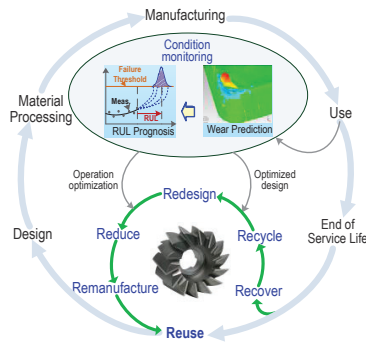 Manufacturing
Condition
monitoring
Failure
Threshold
Meas.
RUL
RUL Prognosis
Wear Prediction
Material
Processing
Use
Operation
optimization
Optimized
design
Redesign
Reduce
Recycle
Design
End of
Service Life
Remanufacture
Recover
Reuse